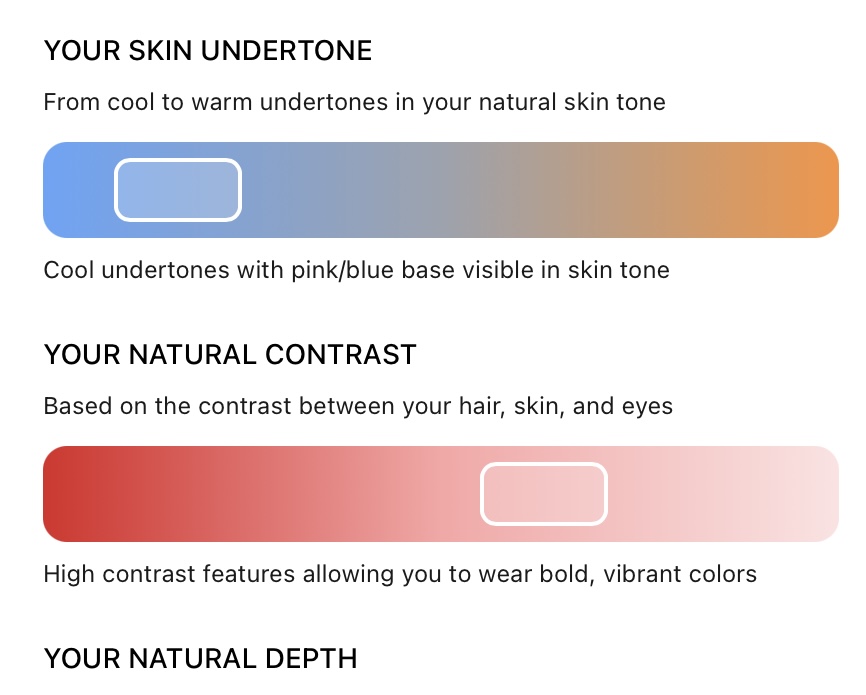 YOUR SKIN UNDERTONE
From cool to warm undertones in your natural skin tone
Cool undertones with pink/blue base visible in skin tone
YOUR NATURAL CONTRAST
Based on the contrast between your hair, skin, and eyes
High contrast features allowing you to wear bold, vibrant colors
YOUR NATURAL DEPTH